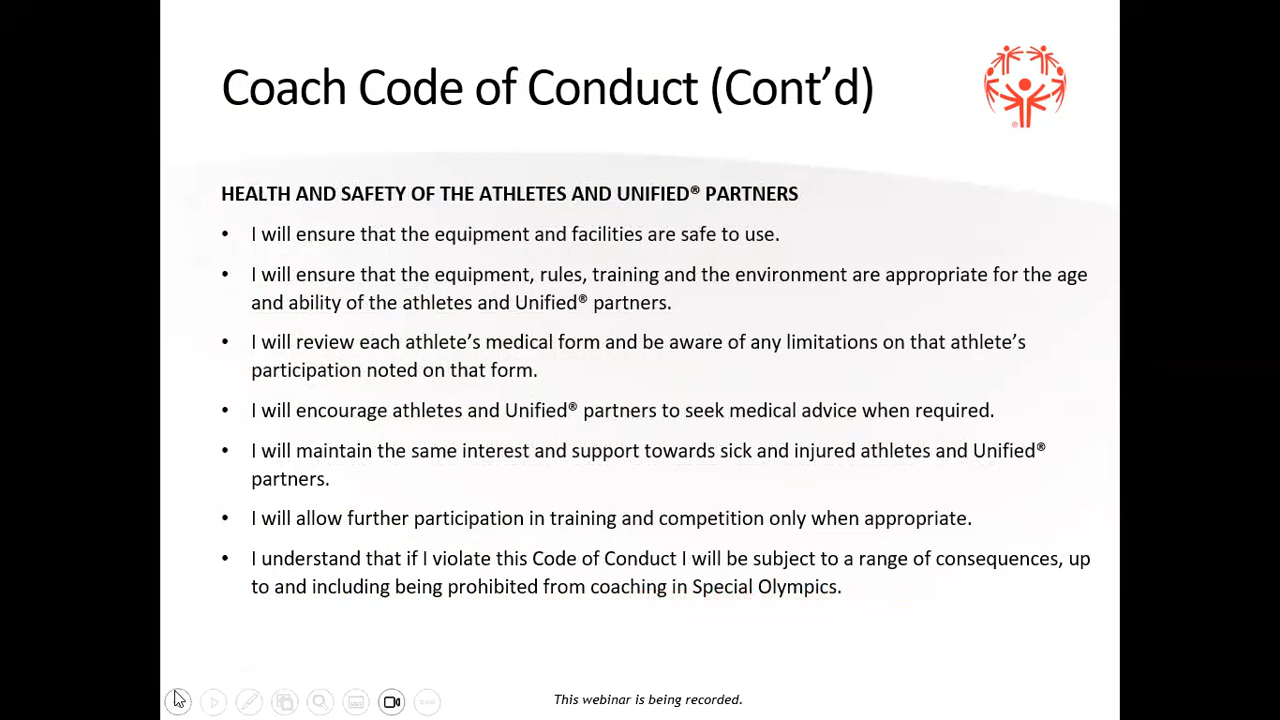 Coach Code of Conduct (Cont’d)
HEALTH AND SAFETY OF THE ATHLETES AND UNIFIED® PARTNERS
• I will ensure that the equipment and facilities are safe to use.
• I will ensure that the equipment, rules, training and the environment are appropriate for the age
and ability of the athletes and Unified® partners.
• I will review each athlete’s medical form and be aware of any limitations on that athlete’s
participation noted on that form.
• I will encourage athletes and Unified® partners to seek medical advice when required.
• I will maintain the same interest and support towards sick and injured athletes and Unified®
partners.
• I will allow further participation in training and competition only when appropriate.
• I understand that if I violate this Code of Conduct I will be subject to a range of consequences, up
to and including being prohibited from coaching in Special Olympics.
This webinar is being recorded.